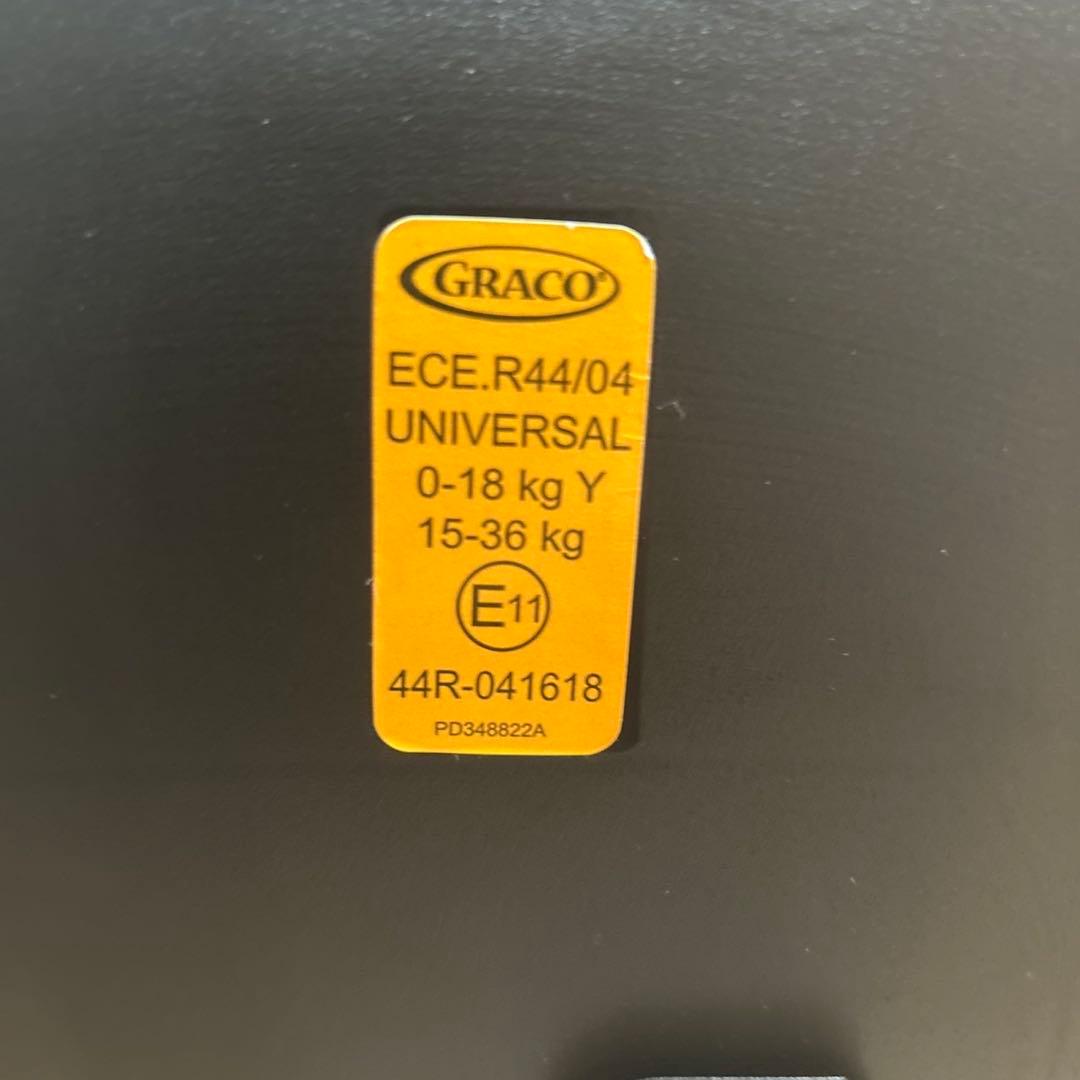 GRACO®
ECE.R44/04
UNIVERSAL
0-18 kg Y
15-36 kg
E11
44R-041618
PD348822A